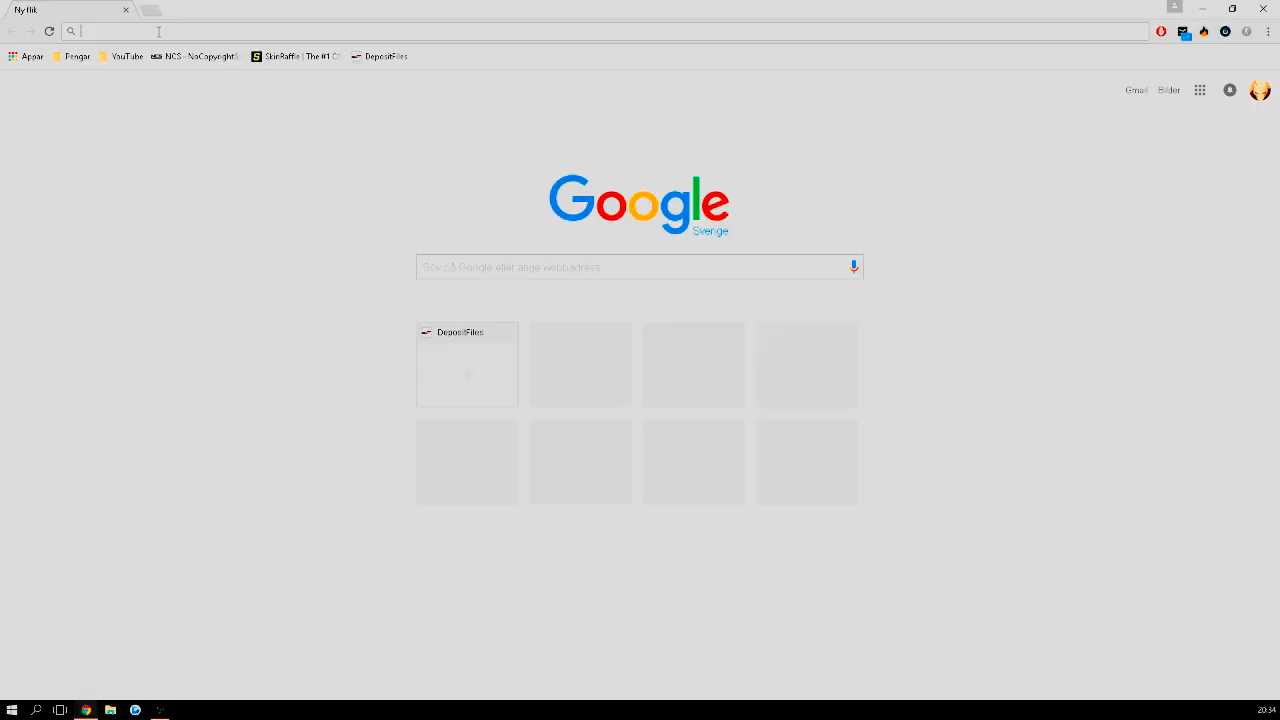 Ny flik
Appar Pengar YouTube NCS - NoCopyrightS SkinRaffle | The #1 CS DepositFiles
Gmail Bilder
Google
Sverige
Sök på Google eller ange webbadress
DepositFiles
20:34